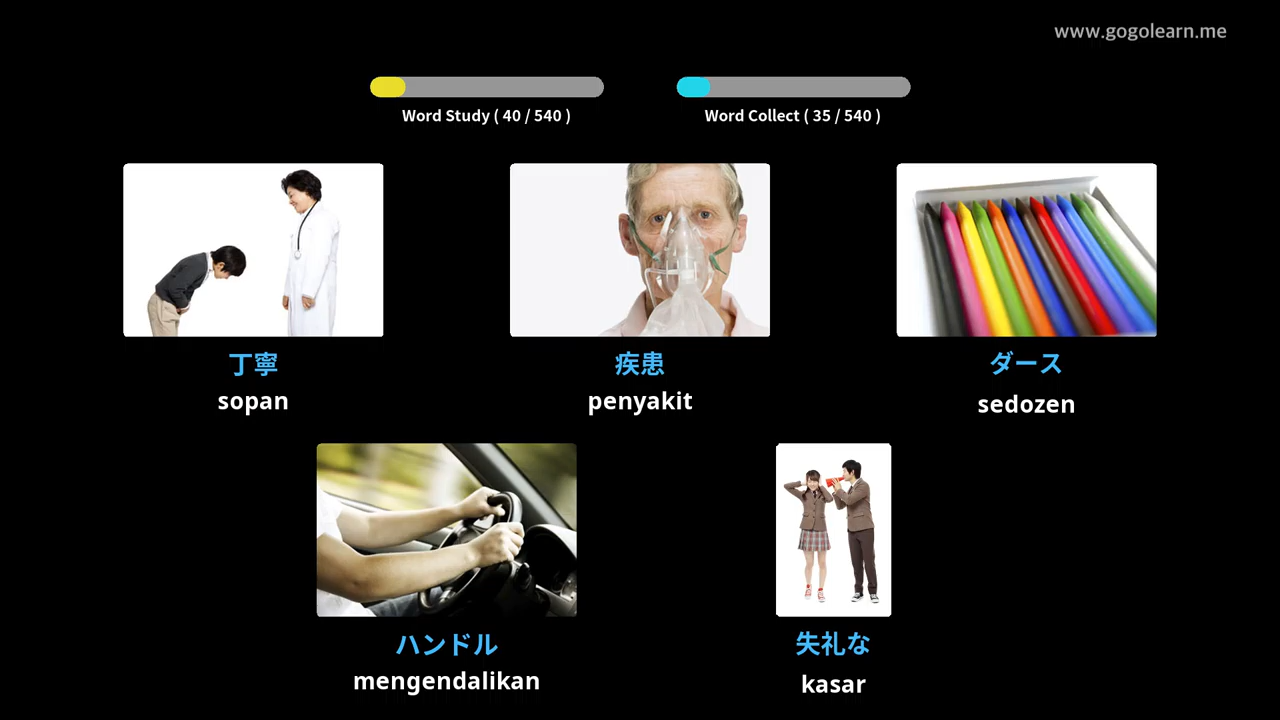 www.gogolearn.me
Word Study ( 40 / 540 )
Word Collect ( 35 / 540 )
丁寧
sopan
疾患
penyakit
ダース
sedozen
ハンドル
mengendalikan
失礼な
kasar